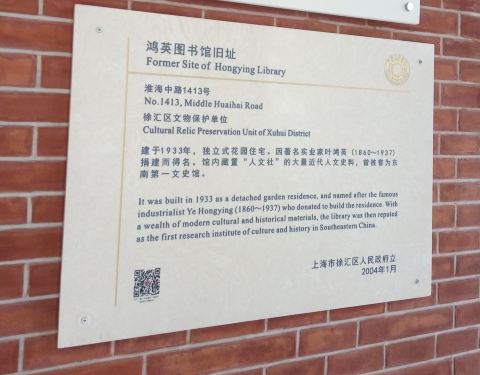 鸿英图书馆旧址
Former Site of Hongying Library
淮海中路1413号
No.1413, Middle Huaihai Road
徐汇区文物保护单位
Cultural Relic Preservation Unit of Xuhui District
建于1933年，独立式花园住宅。因著名实业家叶鸿英（1860~1937）
捐建而得名。馆内藏置“人文社”的大量近代人文史料，曾被誉为东
南第一文史馆。
It was built in 1933 as a detached garden residence, and named after the famous
industrialist Ye Hongying (1860~1937) who donated to build the residence. With
a wealth of modern cultural and historical materials, the library was then reputed
as the first research institute of culture and history in Southeastern China.
上海市徐汇区人民政府立
2004年1月